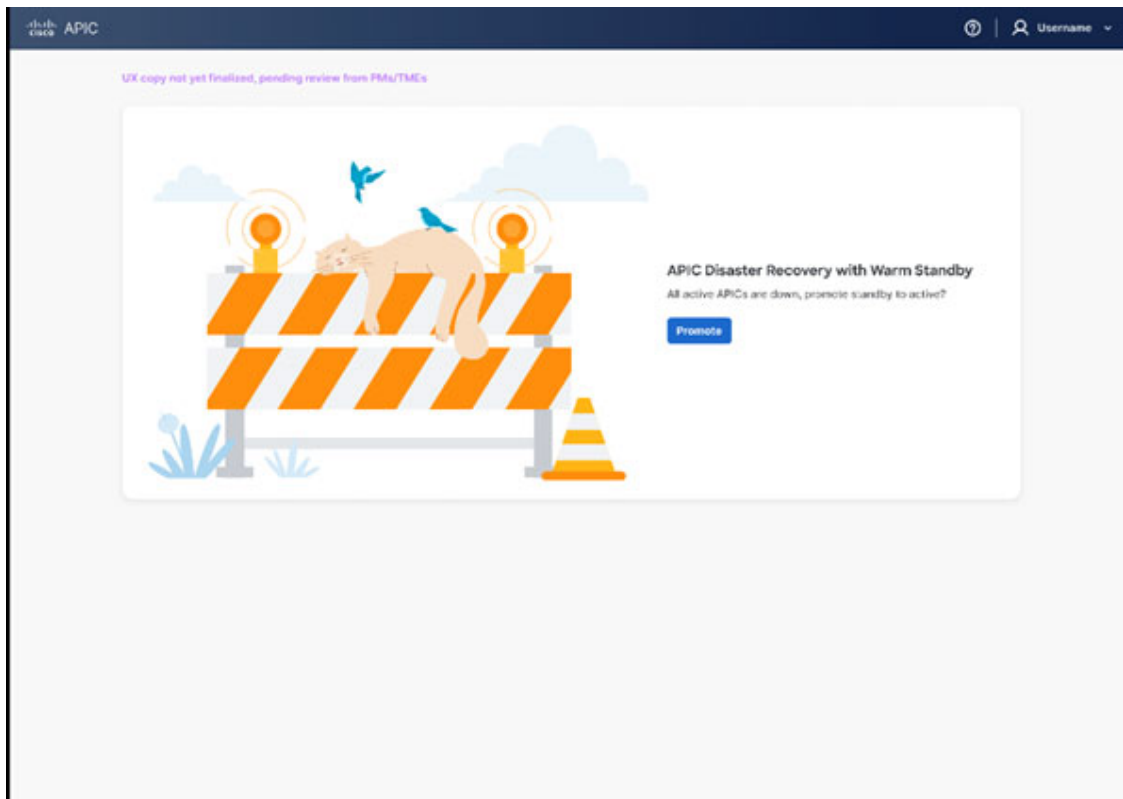 CISCO APIC
Username
UX copy not yet finalized, pending review from PMs/TMEs
APIC Disaster Recovery with Warm Standby
All active APICs are down, promote standby to active?
Promote